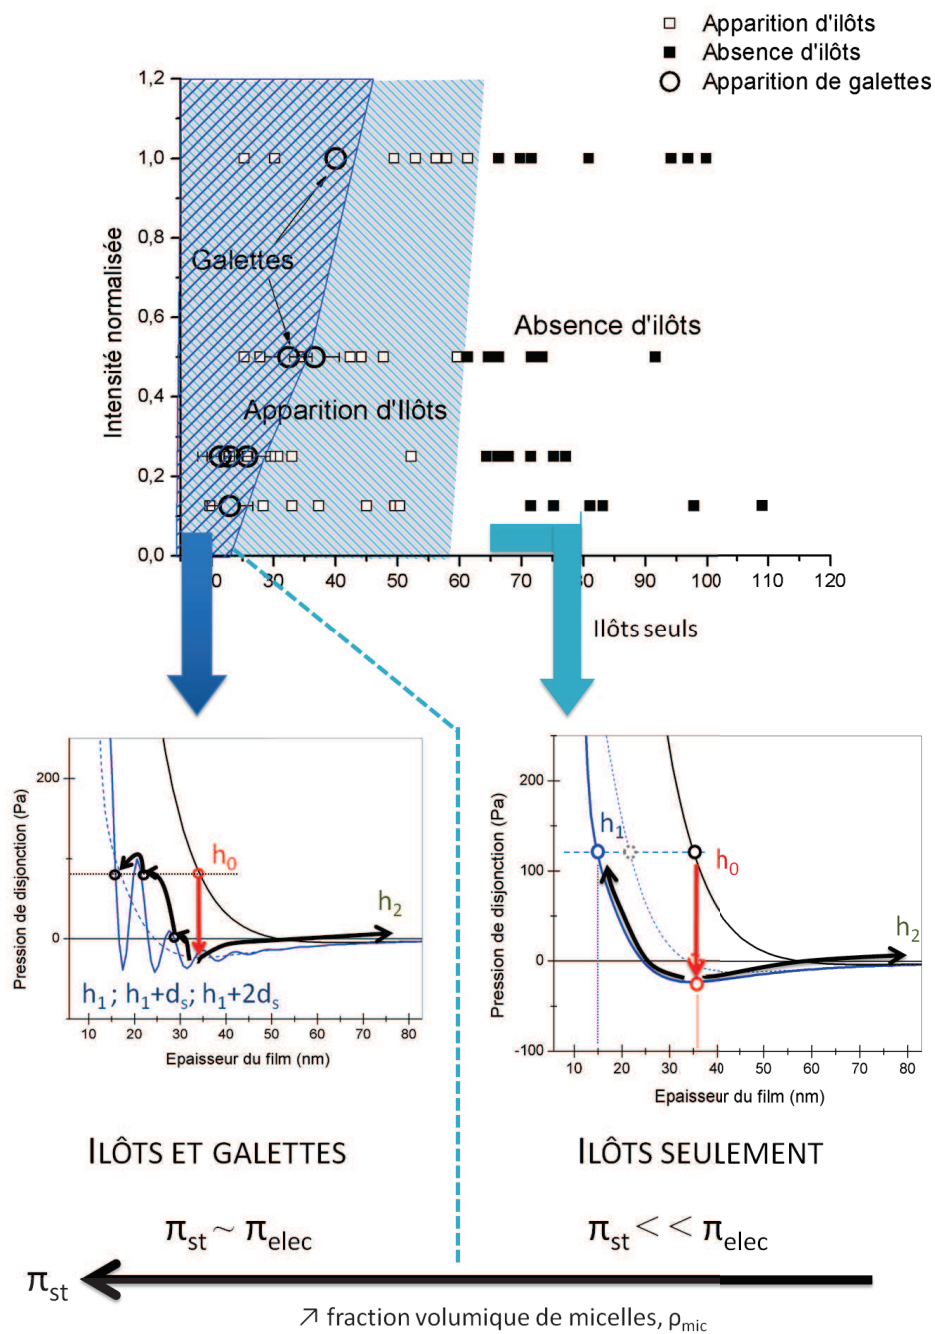 Apparition d'ilôts
Absence d'ilôts
Apparition de galettes
1,2
1,0
0,8
0,6
0,4
0,2
0,0
Intensité normalisée
Galettes
Absence d'ilôts
Apparition d'Ilôts
30 40 50 60 70 80 90 100 110 120
Ilôts seuls
Pression de disjonction (Pa)
200
100
0
h0
h2
h1 ; h1+ds; h1+2ds
10 20 30 40 50 60 70 80
Epaisseur du film (nm)
Pression de disjonction (Pa)
200
100
0
-100
h1
h0
h2
10 20 30 40 50 60 70 80
Epaisseur du film (nm)
ILÔTS ET GALETTES
ILÔTS SEULEMENT
πst ~ πelec
πst << πelec
πst
↗ fraction volumique de micelles, ρmic